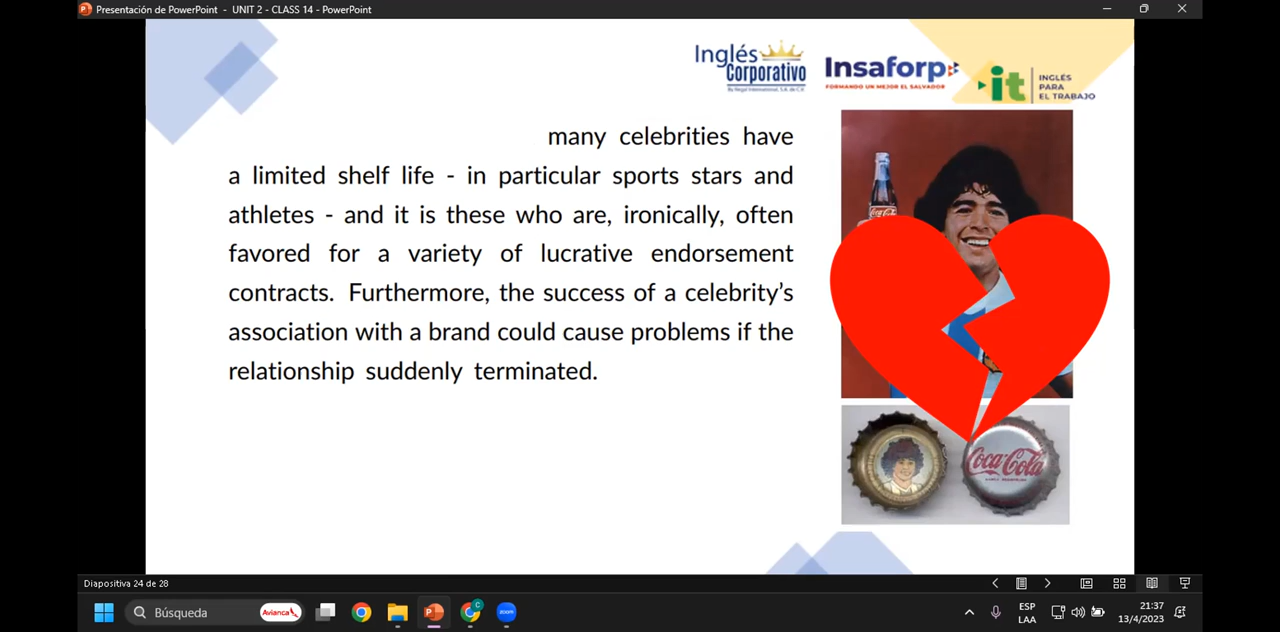 Presentación de PowerPoint - UNIT 2 - CLASS 14 - PowerPoint
Inglés
Corporativo
Insaforp
FORMANDO UN MEJOR EL SALVADOR
it
INGLÉS
PARA
EL TRABAJO
many celebrities have
a limited shelf life - in particular sports stars and
athletes - and it is these who are, ironically, often
favored for a variety of lucrative endorsement
contracts. Furthermore, the success of a celebrity's
association with a brand could cause problems if the
relationship suddenly terminated.
Coca-Cola
Diapositiva 24 de 28
Búsqueda
Avianca
zoom
ESP
LAA
21:37
13/4/2023